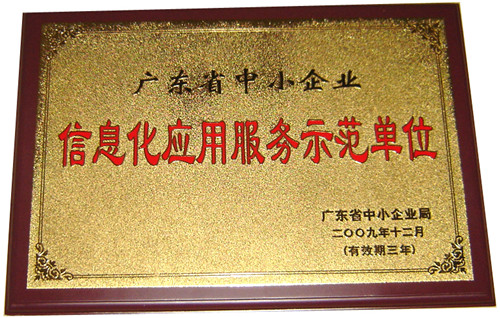 广东省中小企业
信息化应用服务示范单位
广东省中小企业局
二〇〇九年十二月
(有效期三年)